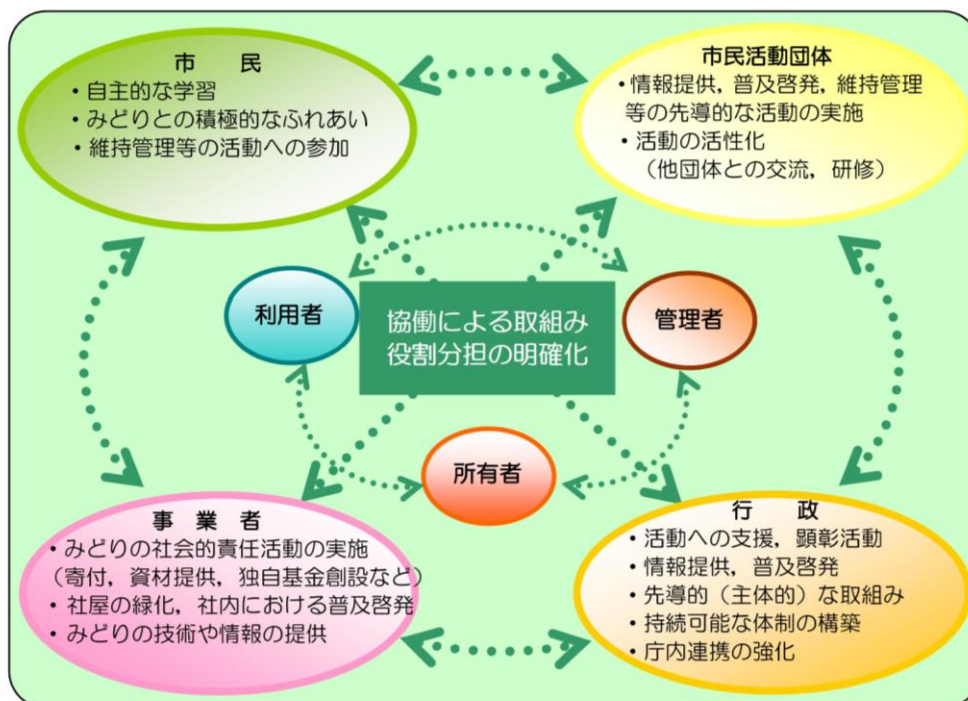 市　民
・自主的な学習
・みどりとの積極的なふれあい
・維持管理等の活動への参加
市民活動団体
・情報提供，普及啓発，維持管理
等の先導的な活動の実施
・活動の活性化
（他団体との交流，研修）
利用者
協働による取組み
役割分担の明確化
管理者
所有者
事　業　者
・みどりの社会的責任活動の実施
（寄付，資材提供，独自基金創設など）
・社屋の緑化，社内における普及啓発
・みどりの技術や情報の提供
行　政
・活動への支援，顕彰活動
・情報提供，普及啓発
・先導的（主体的）な取組み
・持続可能な体制の構築
・庁内連携の強化